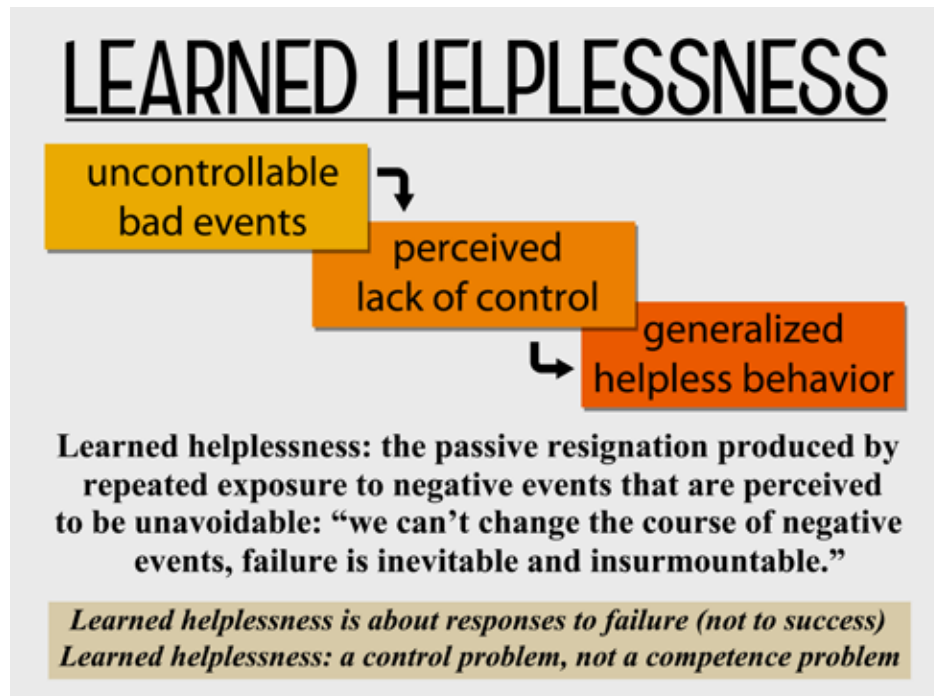 LEARNED HELPLESSNESS
uncontrollable
bad events
perceived
lack of control
generalized
helpless behavior
Learned helplessness: the passive resignation produced by
repeated exposure to negative events that are perceived
to be unavoidable: “we can’t change the course of negative
events, failure is inevitable and insurmountable.”
Learned helplessness is about responses to failure (not to success)
Learned helplessness: a control problem, not a competence problem